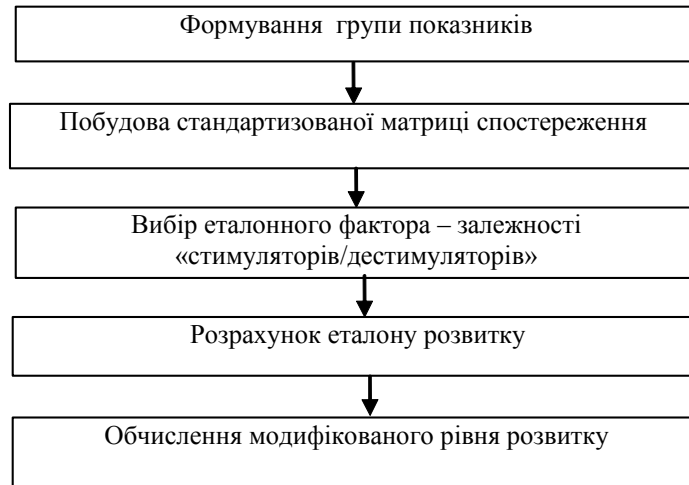 Формування групи показників
Побудова стандартизованої матриці спостереження
Вибір еталонного фактора – залежності
«стимуляторів/дестимуляторів»
Розрахунок еталону розвитку
Обчислення модифікованого рівня розвитку